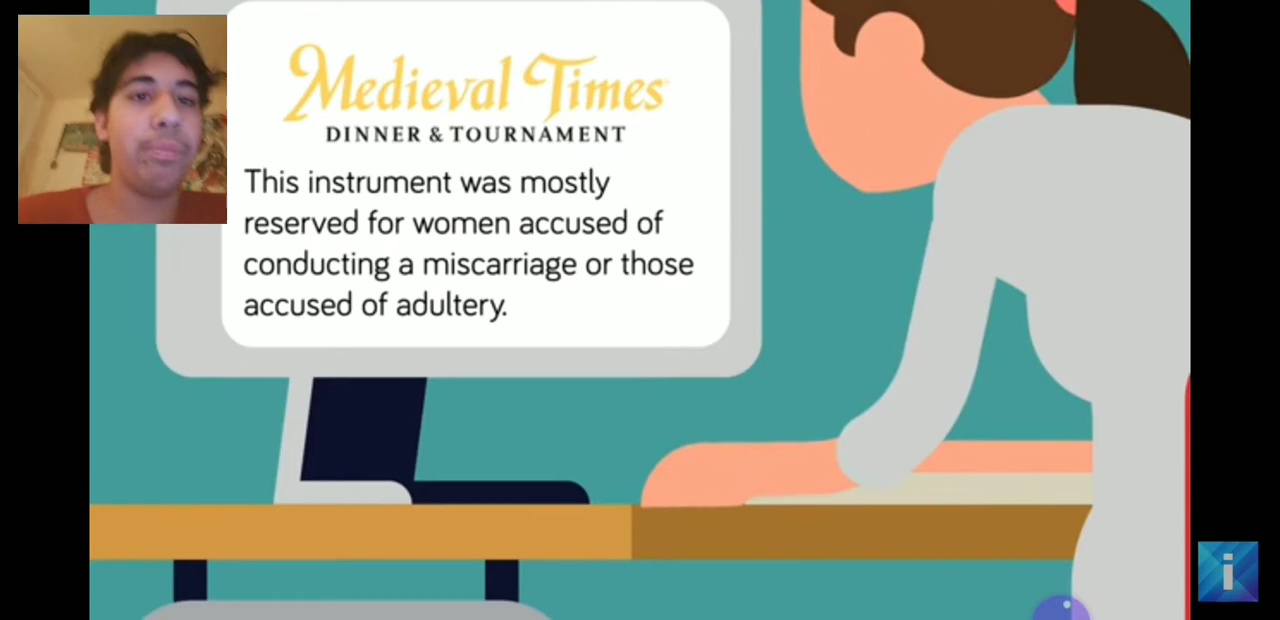 Medieval Times
DINNER & TOURNAMENT
This instrument was mostly
reserved for women accused of
conducting a miscarriage or those
accused of adultery.
i